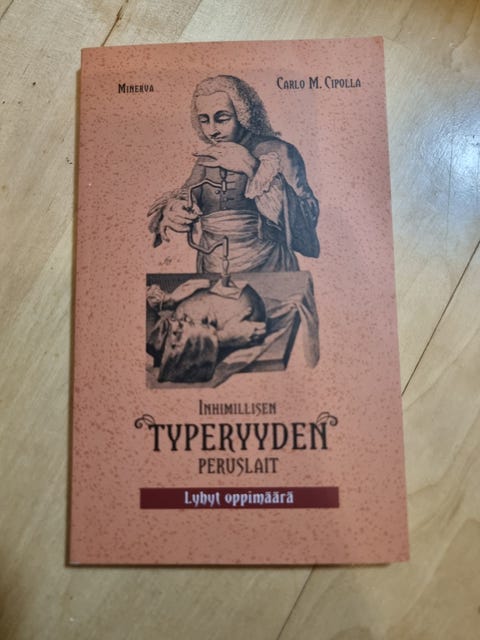 Minerva
Carlo M. Cipolla
Inhimillisen
TYPERYYDEN
PERUSLAIT
Lyhyt oppimäärä